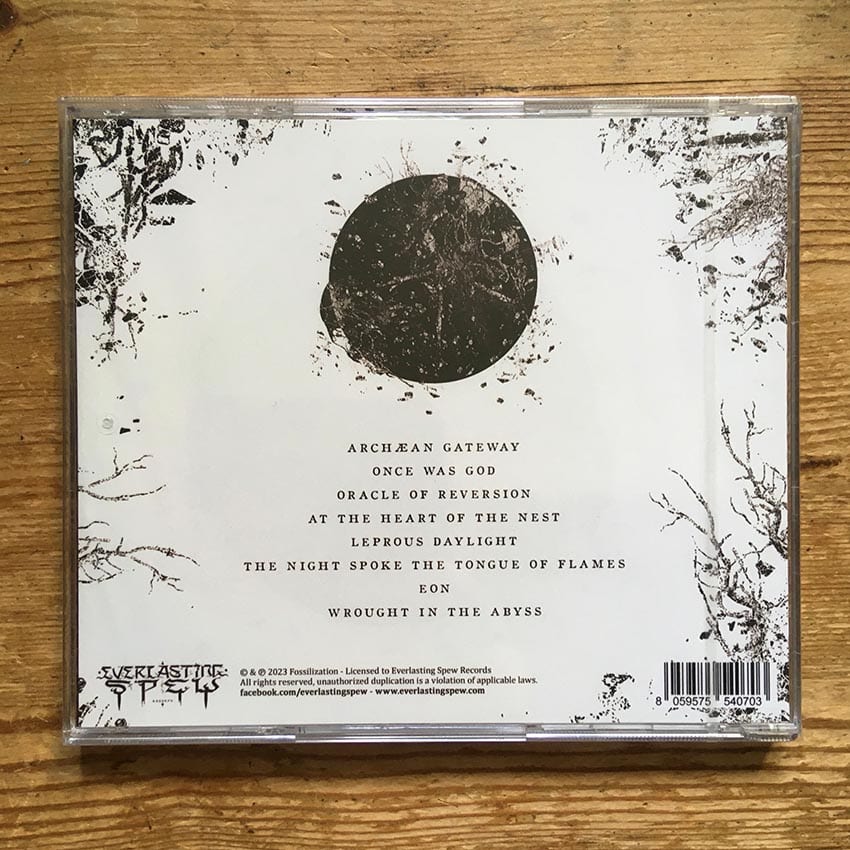 ARCHÆAN GATEWAY
ONCE WAS GOD
ORACLE OF REVERSION
AT THE HEART OF THE NEST
LEPROUS DAYLIGHT
THE NIGHT SPOKE THE TONGUE OF FLAMES
EON
WROUGHT IN THE ABYSS
EVERLASTING
SPEW
RECORDS
© & ℗ 2023 Fossilization - Licensed to Everlasting Spew Records
All rights reserved, unauthorized duplication is a violation of applicable laws.
facebook.com/everlastingspew - www.everlastingspew.com
8 059575 540703